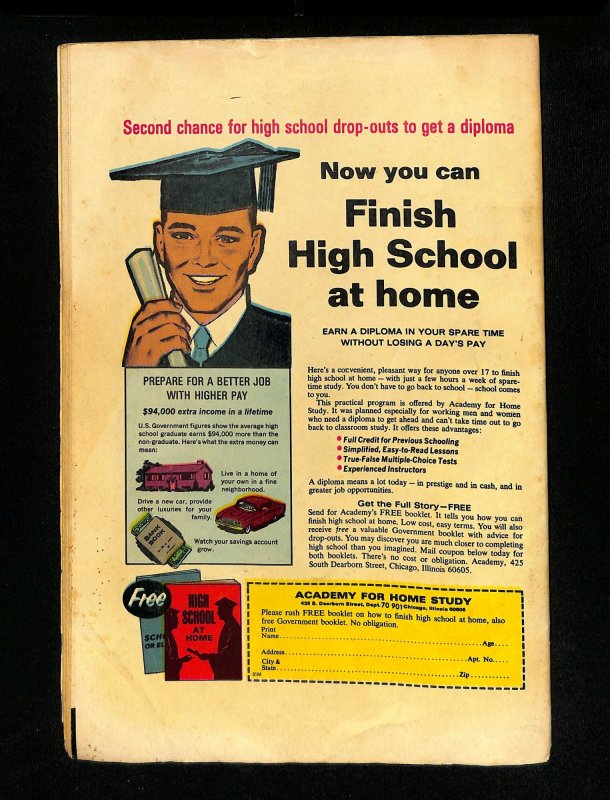 Second chance for high school drop-outs to get a diploma
Now you can
Finish
High School
at home
EARN A DIPLOMA IN YOUR SPARE TIME
WITHOUT LOSING A DAY'S PAY
PREPARE FOR A BETTER JOB
WITH HIGHER PAY
$94,000 extra income in a lifetime
U.S. Government figures show the average high
school graduate earns $94,000 more than the
non-graduate. Here's what the extra money can
mean:
Live in a home of
your own in a fine
neighborhood.
Drive a new car, provide
other luxuries for your
family.
BANK
BOOK
Watch your savings account
grow.
Here's a convenient, pleasant way for anyone over 17 to finish
high school at home — with just a few hours a week of spare-
time study. You don't have to go back to school — school comes
to you.
This practical program is offered by Academy for Home
Study. It was planned especially for working men and women
who need a diploma to get ahead and can't take time out to go
back to classroom study. It offers these advantages:
• Full Credit for Previous Schooling
• Simplified, Easy-to-Read Lessons
• True-False Multiple-Choice Tests
• Experienced Instructors
A diploma means a lot today — in prestige and in cash, and in
greater job opportunities.
Get the Full Story—FREE
Send for Academy's FREE booklet. It tells you how you can
finish high school at home. Low cost, easy terms. You will also
receive free a valuable Government booklet with advice for
drop-outs. You may discover you are much closer to completing
high school than you imagined. Mail coupon below today for
both booklets. There's no cost or obligation. Academy, 425
South Dearborn Street, Chicago, Illinois 60605.
Free
SCH
OR EL
HIGH
SCHOOL
AT
HOME
ACADEMY FOR HOME STUDY
425 S. Dearborn Street, Dept. 70 901 Chicago, Illinois 60605
Please rush FREE booklet on how to finish high school at home, also
free Government booklet. No obligation.
Print
Name Age
Address Apt. No.
City &
State Zip